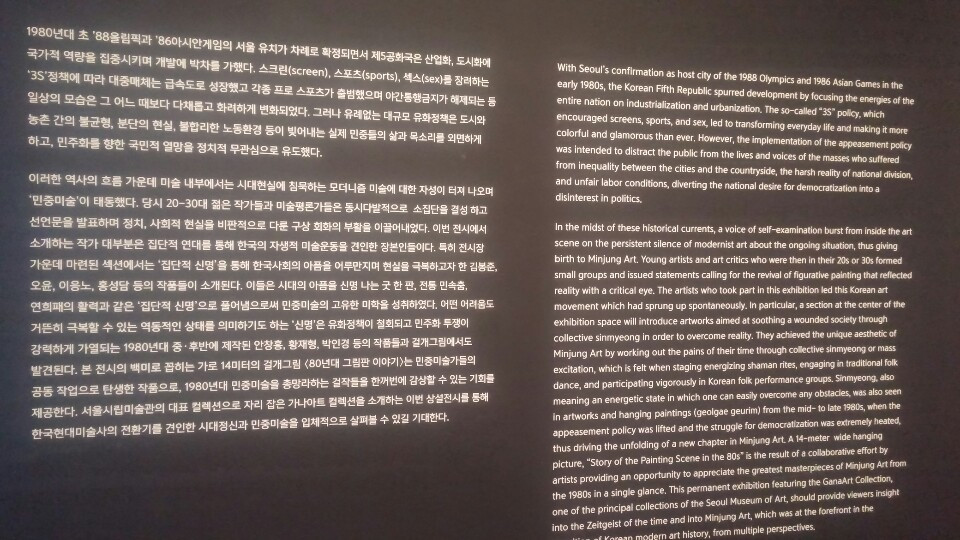 1980년대 초 '88올림픽과 '86아시안게임의 서울 유치가 차례로 확정되면서 제5공화국은 산업화, 도시화에
국가적 역량을 집중시키며 개발에 박차를 가했다. 스크린(screen), 스포츠(sports), 섹스(sex)를 장려하는
'3S'정책에 따라 대중매체는 급속도로 성장했고 각종 프로 스포츠가 출범했으며 야간통행금지가 해제되는 등
일상의 모습은 그 어느 때보다 다채롭고 화려하게 변화되었다. 그러나 유례없는 대규모 유화정책은 도시와
농촌 간의 불균형, 분단의 현실, 불합리한 노동환경 등이 빚어내는 실제 민중들의 삶과 목소리를 외면하게
하고, 민주화를 향한 국민적 열망을 정치적 무관심으로 유도했다.
이러한 역사의 흐름 가운데 미술 내부에서는 시대현실에 침묵하는 모더니즘 미술에 대한 자성이 터져 나오며
'민중미술'이 태동했다. 당시 20-30대 젊은 작가들과 미술평론가들은 동시다발적으로 소집단을 결성 하고
선언문을 발표하며 정치, 사회적 현실을 비판적으로 다룬 구상 회화의 부활을 이끌어내었다. 이번 전시에서
소개하는 작가 대부분은 집단적 연대를 통해 한국의 자생적 미술운동을 견인한 장본인들이다. 특히 전시장
가운데 마련된 섹션에서는 '집단적 신명'을 통해 한국사회의 아픔을 어루만지며 현실을 극복하고자 한 김봉준,
오윤, 이응노, 홍성담 등의 작품들이 소개된다. 이들은 시대의 아픔을 신명 나는 굿 한 판, 전통 민속춤,
연희패의 활력과 같은 '집단적 신명'으로 풀어냄으로써 민중미술의 고유한 미학을 성취하였다. 어떤 어려움도
거뜬히 극복할 수 있는 역동적인 상태를 의미하기도 하는 '신명'은 유화정책이 철회되고 민주화 투쟁이
강력하게 가열되는 1980년대 중·후반에 제작된 안창홍, 황재형, 박인경 등의 작품들과 걸개그림에서도
발견된다. 본 전시의 백미로 꼽히는 가로 14미터의 걸개그림 〈80년대 그림판 이야기〉는 민중미술가들의
공동 작업으로 탄생한 작품으로, 1980년대 민중미술을 총망라하는 걸작들을 한꺼번에 감상할 수 있는 기회를
제공한다. 서울시립미술관의 대표 컬렉션으로 자리 잡은 가나아트 컬렉션을 소개하는 이번 상설전시를 통해
한국현대미술사의 전환기를 견인한 시대정신과 민중미술을 입체적으로 살펴볼 수 있길 기대한다.
With Seoul's confirmation as host city of the 1988 Olympics and 1986 Asian Games in the
early 1980s, the Korean Fifth Republic spurred development by focusing the energies of the
entire nation on industrialization and urbanization. The so-called "3S" policy, which
encouraged screens, sports, and sex, led to transforming everyday life and making it more
colorful and glamorous than ever. However, the implementation of the appeasement policy
was intended to distract the public from the lives and voices of the masses who suffered
from inequality between the cities and the countryside, the harsh reality of national division,
and unfair labor conditions, diverting the national desire for democratization into a
disinterest in politics.
In the midst of these historical currents, a voice of self-examination burst from inside the art
scene on the persistent silence of modernist art about the ongoing situation, thus giving
birth to Minjung Art. Young artists and art critics who were then in their 20s or 30s formed
small groups and issued statements calling for the revival of figurative painting that reflected
reality with a critical eye. The artists who took part in this exhibition led this Korean art
movement which had sprung up spontaneously. In particular, a section at the center of the
exhibition space will introduce artworks aimed at soothing a wounded society through
collective sinmyeong in order to overcome reality. They achieved the unique aesthetic of
Minjung Art by working out the pains of their time through collective sinmyeong or mass
excitation, which is felt when staging energizing shaman rites, engaging in traditional folk
dance, and participating vigorously in Korean folk performance groups. Sinmyeong, also
meaning an energetic state in which one can easily overcome any obstacles, was also seen
in artworks and hanging paintings (geolgae geurim) from the mid- to late 1980s, when the
appeasement policy was lifted and the struggle for democratization was extremely heated,
thus driving the unfolding of a new chapter in Minjung Art. A 14-meter wide hanging
picture, "Story of the Painting Scene in the 80s" is the result of a collaborative effort by
artists providing an opportunity to appreciate the greatest masterpieces of Minjung Art from
the 1980s in a single glance. This permanent exhibition featuring the GanaArt Collection,
one of the principal collections of the Seoul Museum of Art, should provide viewers insight
into the Zeitgeist of the time and into Minjung Art, which was at the forefront in the
of Korean modern art history, from multiple perspectives.